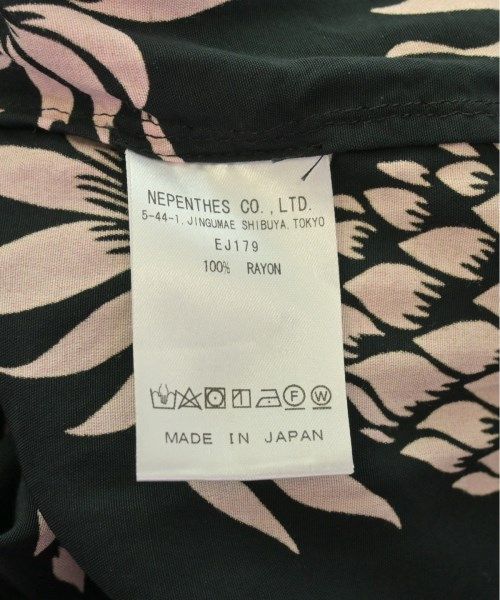 NEPENTHES CO.,LTD.
5-44-1.JINGUMAE SHIBUYA.TOKYO
EJ179
100% RAYON
F W
MADE IN JAPAN